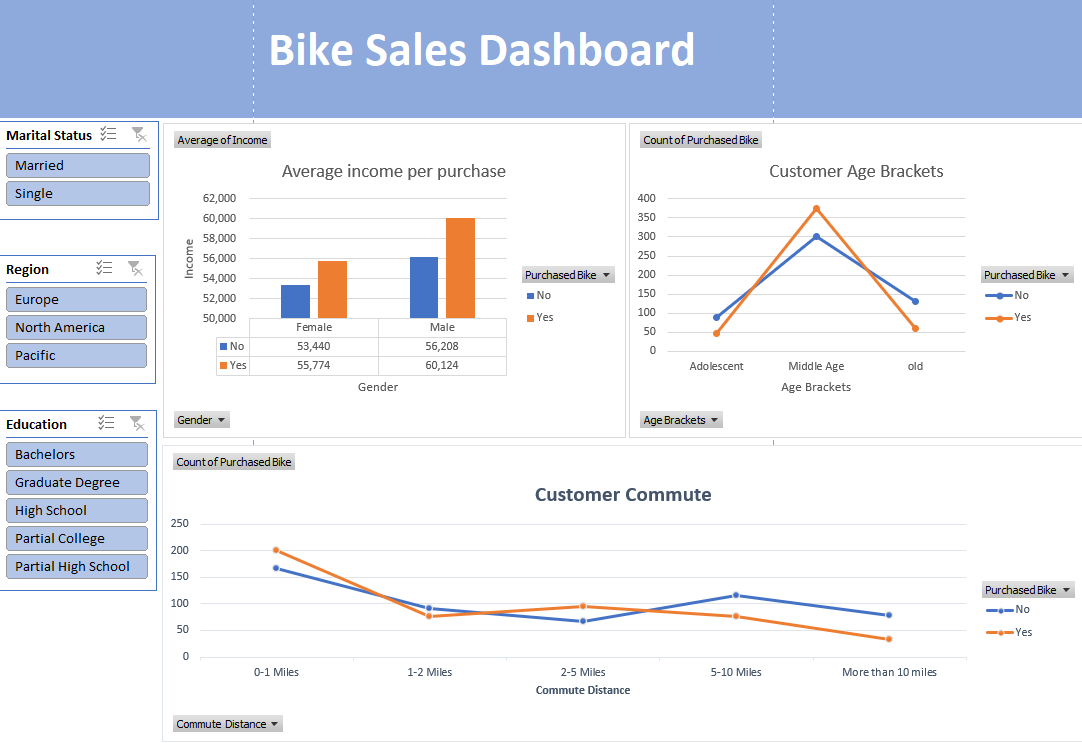 Bike Sales Dashboard
Marital Status
Married
Single
Region
Europe
North America
Pacific
Education
Bachelors
Graduate Degree
High School
Partial College
Partial High School
Average of Income
Average income per purchase
62,000
60,000
58,000
56,000
54,000
52,000
50,000
Income
Female Male
No 53,440 56,208
Yes 55,774 60,124
Gender
Purchased Bike
No
Yes
Gender
Count of Purchased Bike
Customer Age Brackets
400
350
300
250
200
150
100
50
0
Adolescent Middle Age old
Age Brackets
Purchased Bike
No
Yes
Age Brackets
Count of Purchased Bike
Customer Commute
250
200
150
100
50
0
0-1 Miles 1-2 Miles 2-5 Miles 5-10 Miles More than 10 miles
Commute Distance
Purchased Bike
No
Yes
Commute Distance